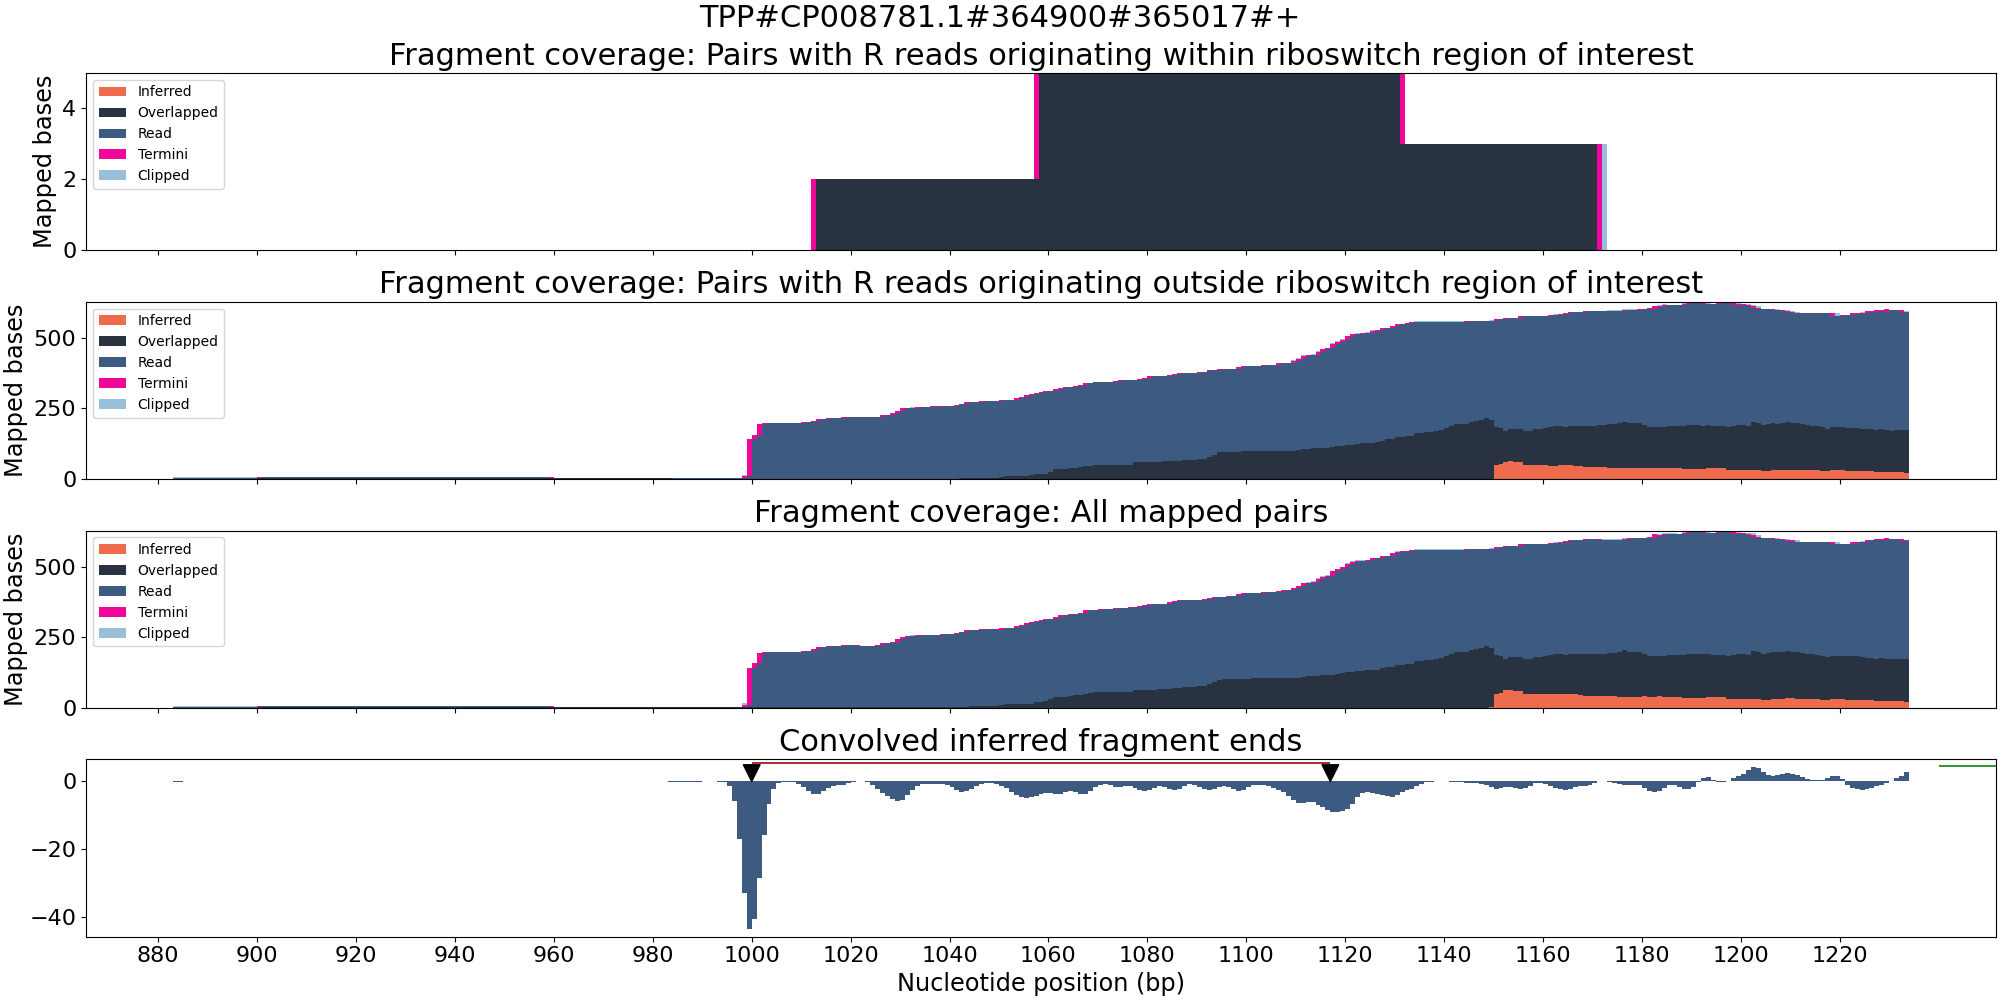 TPP#CP008781.1#364900#365017#+
Fragment coverage: Pairs with R reads originating within riboswitch region of interest
Mapped bases
4
2
0
Inferred
Overlapped
Read
Termini
Clipped
Fragment coverage: Pairs with R reads originating outside riboswitch region of interest
Mapped bases
500
250
0
Inferred
Overlapped
Read
Termini
Clipped
Fragment coverage: All mapped pairs
Mapped bases
500
250
0
Inferred
Overlapped
Read
Termini
Clipped
Convolved inferred fragment ends
0
−20
−40
880 900 920 940 960 980 1000 1020 1040 1060 1080 1100 1120 1140 1160 1180 1200 1220
Nucleotide position (bp)